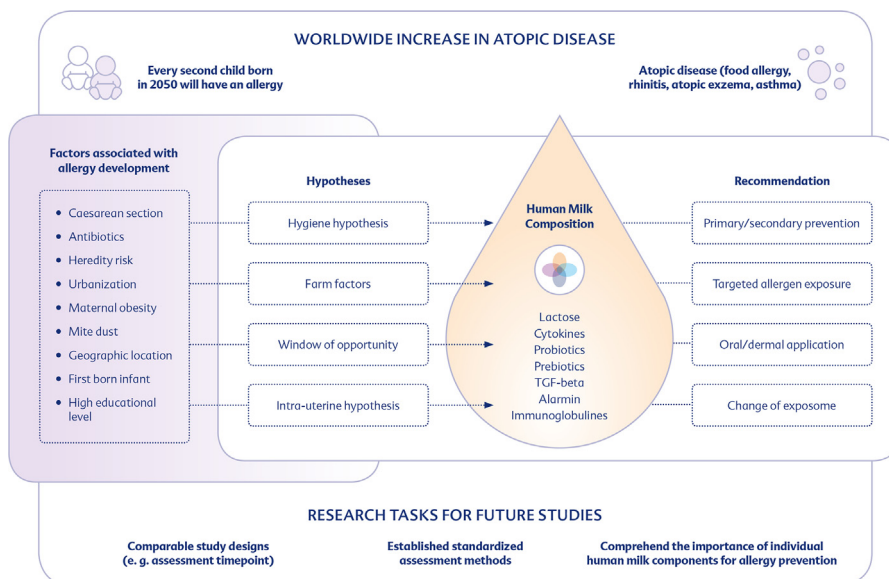 WORLDWIDE INCREASE IN ATOPIC DISEASE
Every second child born
in 2050 will have an allergy
Atopic disease (food allergy,
rhinitis, atopic exzema, asthma)
Factors associated with
allergy development
• Caesarean section
• Antibiotics
• Heredity risk
• Urbanization
• Maternal obesity
• Mite dust
• Geographic location
• First born infant
• High educational
level
Hypotheses
Hygiene hypothesis
Farm factors
Window of opportunity
Intra-uterine hypothesis
Human Milk
Composition
Lactose
Cytokines
Probiotics
Prebiotics
TGF-beta
Alarmin
Immunoglobulines
Recommendation
Primary/secondary prevention
Targeted allergen exposure
Oral/dermal application
Change of exposome
RESEARCH TASKS FOR FUTURE STUDIES
Comparable study designs
(e. g. assessment timepoint)
Established standardized
assessment methods
Comprehend the importance of individual
human milk components for allergy prevention